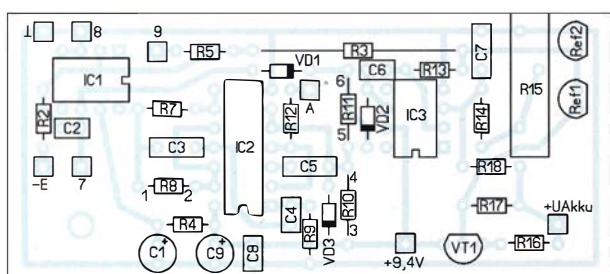 ⊥ 8 9 R5 VD1 R3 C7 Ref2
IC1 6 C6 R13 R15
R2 C2 R7 A R12 R11 VD2 IC3 R14 Ref1
C3 IC2 5
-E 7 C5 R18
1 R8 2 4
R4 C4 R9 VD3 R10 R17 +UAkku
C1 + C9 + C8 3 +9,4V VT1 R16